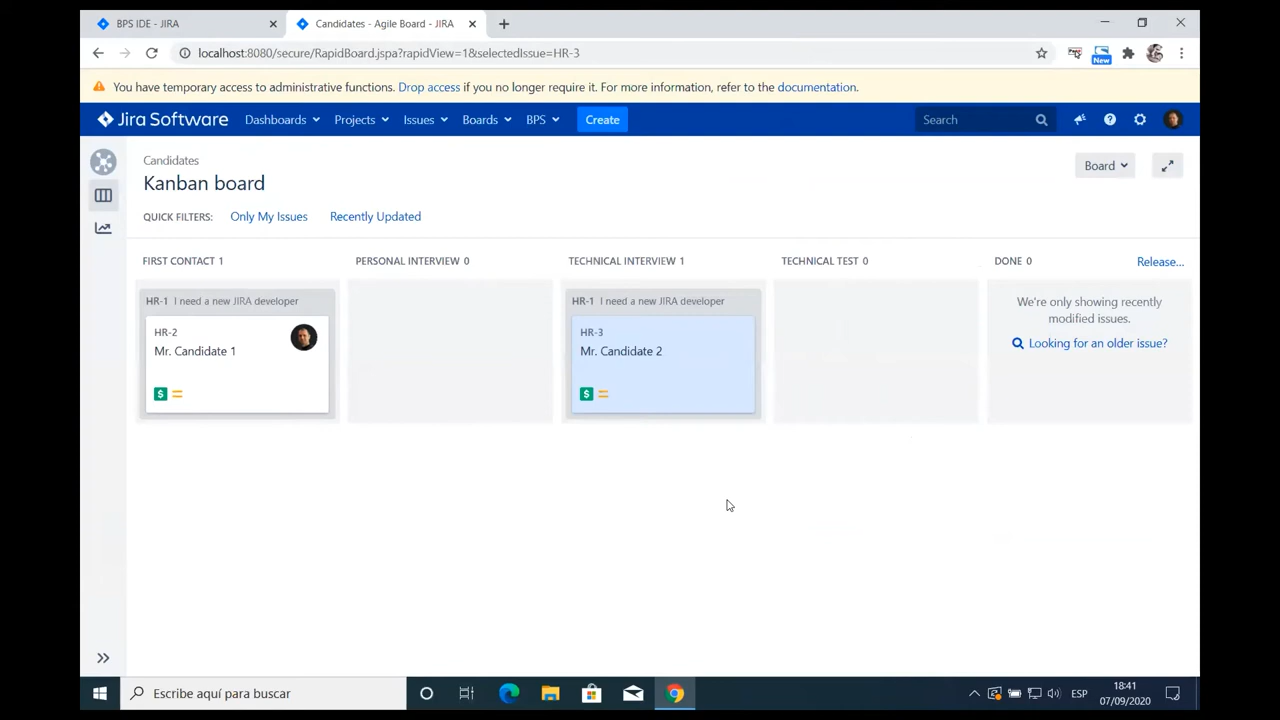 BPS IDE - JIRA
Candidates - Agile Board - JIRA
localhost:8080/secure/RapidBoard.jspa?rapidView=1&selectedIssue=HR-3
New
You have temporary access to administrative functions. Drop access if you no longer require it. For more information, refer to the documentation.
Jira Software Dashboards Projects Issues Boards BPS Create Search
Candidates
Kanban board
Board
QUICK FILTERS: Only My Issues Recently Updated
FIRST CONTACT 1 PERSONAL INTERVIEW 0 TECHNICAL INTERVIEW 1 TECHNICAL TEST 0 DONE 0 Release...
HR-1 I need a new JIRA developer
HR-2
Mr. Candidate 1
HR-1 I need a new JIRA developer
HR-3
Mr. Candidate 2
We're only showing recently
modified issues.
Looking for an older issue?
Escribe aquí para buscar
ESP
18:41
07/09/2020